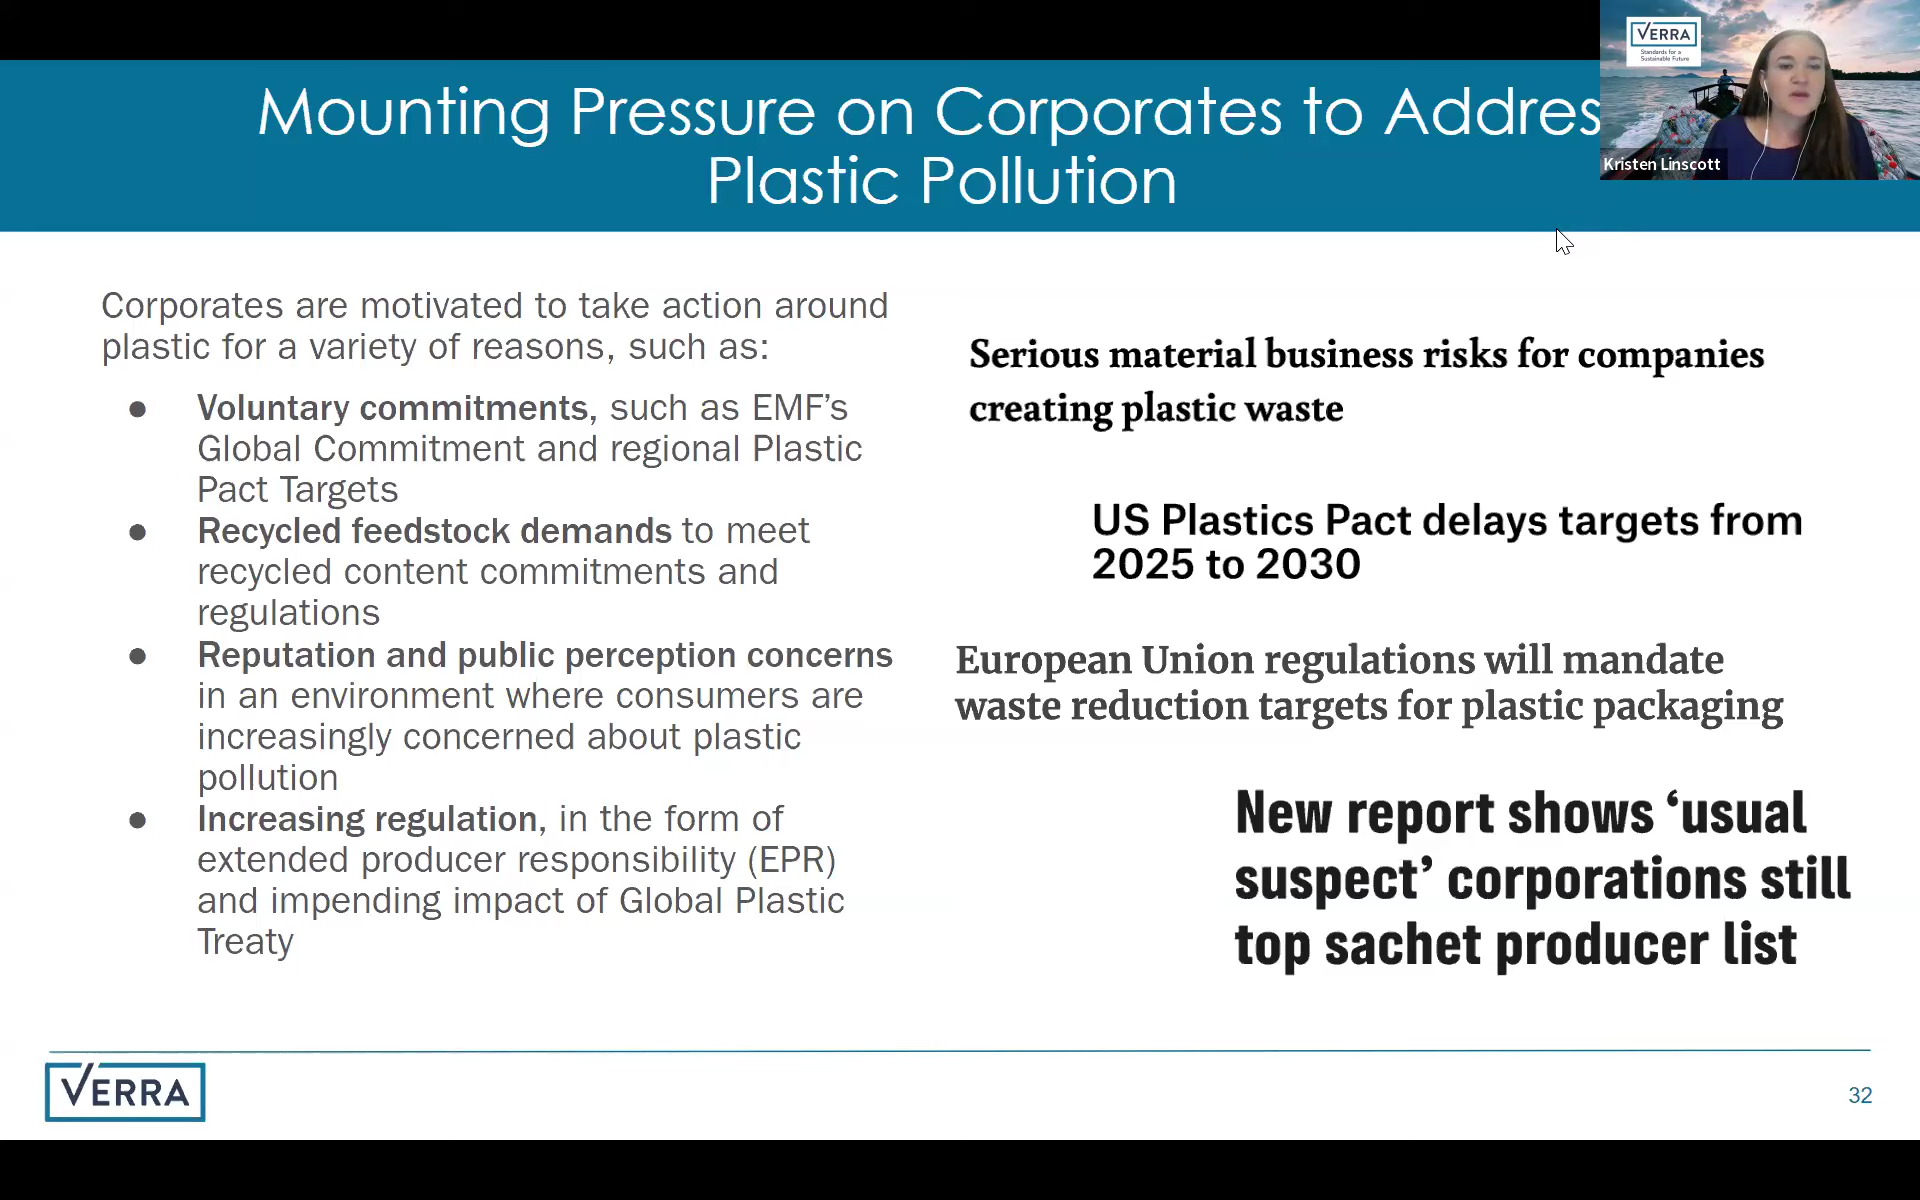 Mounting Pressure on Corporates to Addres
Plastic Pollution
VERRA
Standards for a
Sustainable Future
Kristen Linscott
Corporates are motivated to take action around
plastic for a variety of reasons, such as:
● Voluntary commitments, such as EMF’s
Global Commitment and regional Plastic
Pact Targets
● Recycled feedstock demands to meet
recycled content commitments and
regulations
● Reputation and public perception concerns
in an environment where consumers are
increasingly concerned about plastic
pollution
● Increasing regulation, in the form of
extended producer responsibility (EPR)
and impending impact of Global Plastic
Treaty
Serious material business risks for companies
creating plastic waste
US Plastics Pact delays targets from
2025 to 2030
European Union regulations will mandate
waste reduction targets for plastic packaging
New report shows ‘usual
suspect’ corporations still
top sachet producer list
VERRA
32